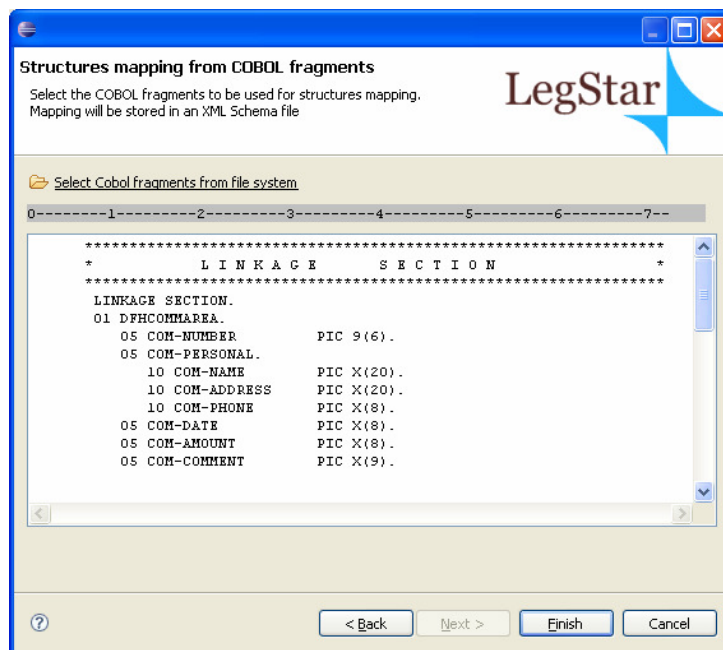 Structures mapping from COBOL fragments
Select the COBOL fragments to be used for structures mapping.
Mapping will be stored in an XML Schema file
LegStar
Select Cobol fragments from file system
0--------1---------2---------3---------4---------5---------6---------7--
*****************************************************************
* L I N K A G E S E C T I O N *
*****************************************************************
LINKAGE SECTION.
01 DFHCOMMAREA.
05 COM-NUMBER PIC 9(6).
05 COM-PERSONAL.
10 COM-NAME PIC X(20).
10 COM-ADDRESS PIC X(20).
10 COM-PHONE PIC X(8).
05 COM-DATE PIC X(8).
05 COM-AMOUNT PIC X(8).
05 COM-COMMENT PIC X(9).
? < Back Next > Finish Cancel